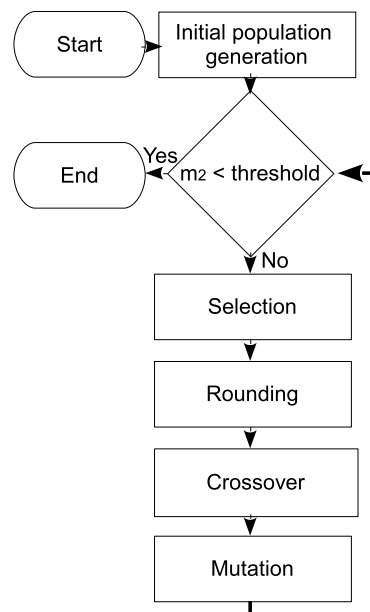 Start
Initial population
generation
Yes
End
m2 < threshold
No
Selection
Rounding
Crossover
Mutation